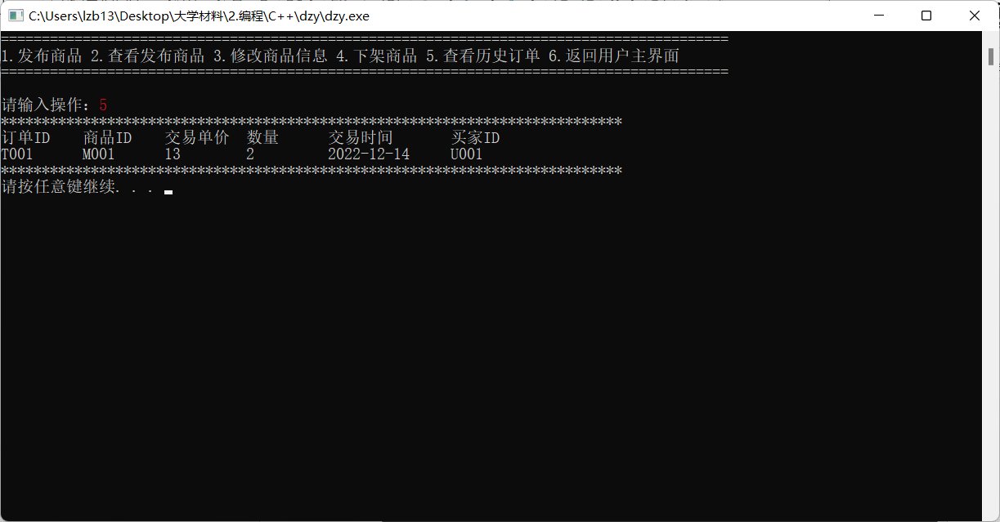 C:\Users\lzb13\Desktop\大学材料\2.编程\C++\dzy\dzy.exe
=========================================================================================
1.发布商品 2.查看发布商品 3.修改商品信息 4.下架商品 5.查看历史订单 6.返回用户主界面
=========================================================================================
请输入操作：5
****************************************************************************
订单ID 商品ID 交易单价 数量 交易时间 买家ID
T001 M001 13 2 2022-12-14 U001
****************************************************************************
请按任意键继续. . .